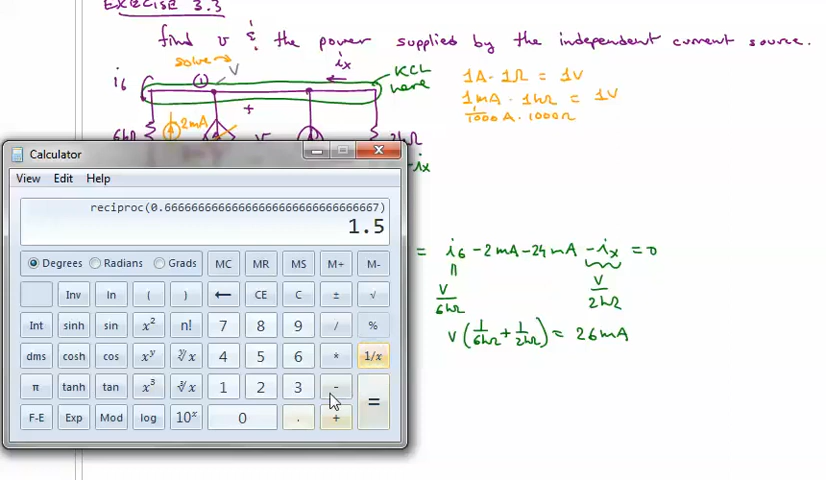 Exercise 3.3
find v & i the power supplied by the independent current source.
solve→
i6 1 V ix KCL here
1A · 1Ω = 1V
1mA · 1kΩ = 1V
1/1000 A · 1000Ω
+
6kΩ 2mA 2kΩ
-ix
Calculator
View Edit Help
reciproc(0.66666666666666666666666666666667)
1.5
Degrees Radians Grads MC MR MS M+ M-
Inv ln ( ) ← CE C ± √
Int sinh sin x² n! 7 8 9 / %
dms cosh cos xʸ ʸ√x 4 5 6 * 1/x
π tanh tan x³ ³√x 1 2 3 - =
F-E Exp Mod log 10ˣ 0 . +
= i6 - 2mA - 24mA - ix = 0
V/6kΩ V/2kΩ
V(1/6kΩ + 1/2kΩ) = 26mA